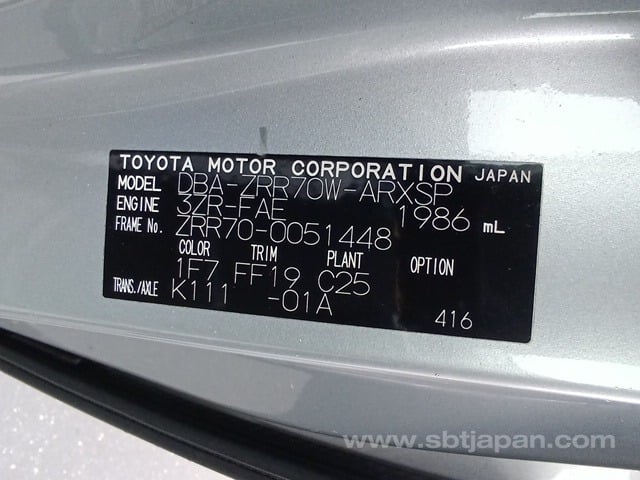 TOYOTA MOTOR CORPORATION JAPAN
MODEL DBA-ZRR70W-ARXSP
ENGINE 3ZR-FAE 1986 mL
FRAME No. ZRR70-0051448
COLOR TRIM PLANT OPTION
1F7 FF19 C25
TRANS./AXLE K111 -01A
416
www.sbtjapan.com